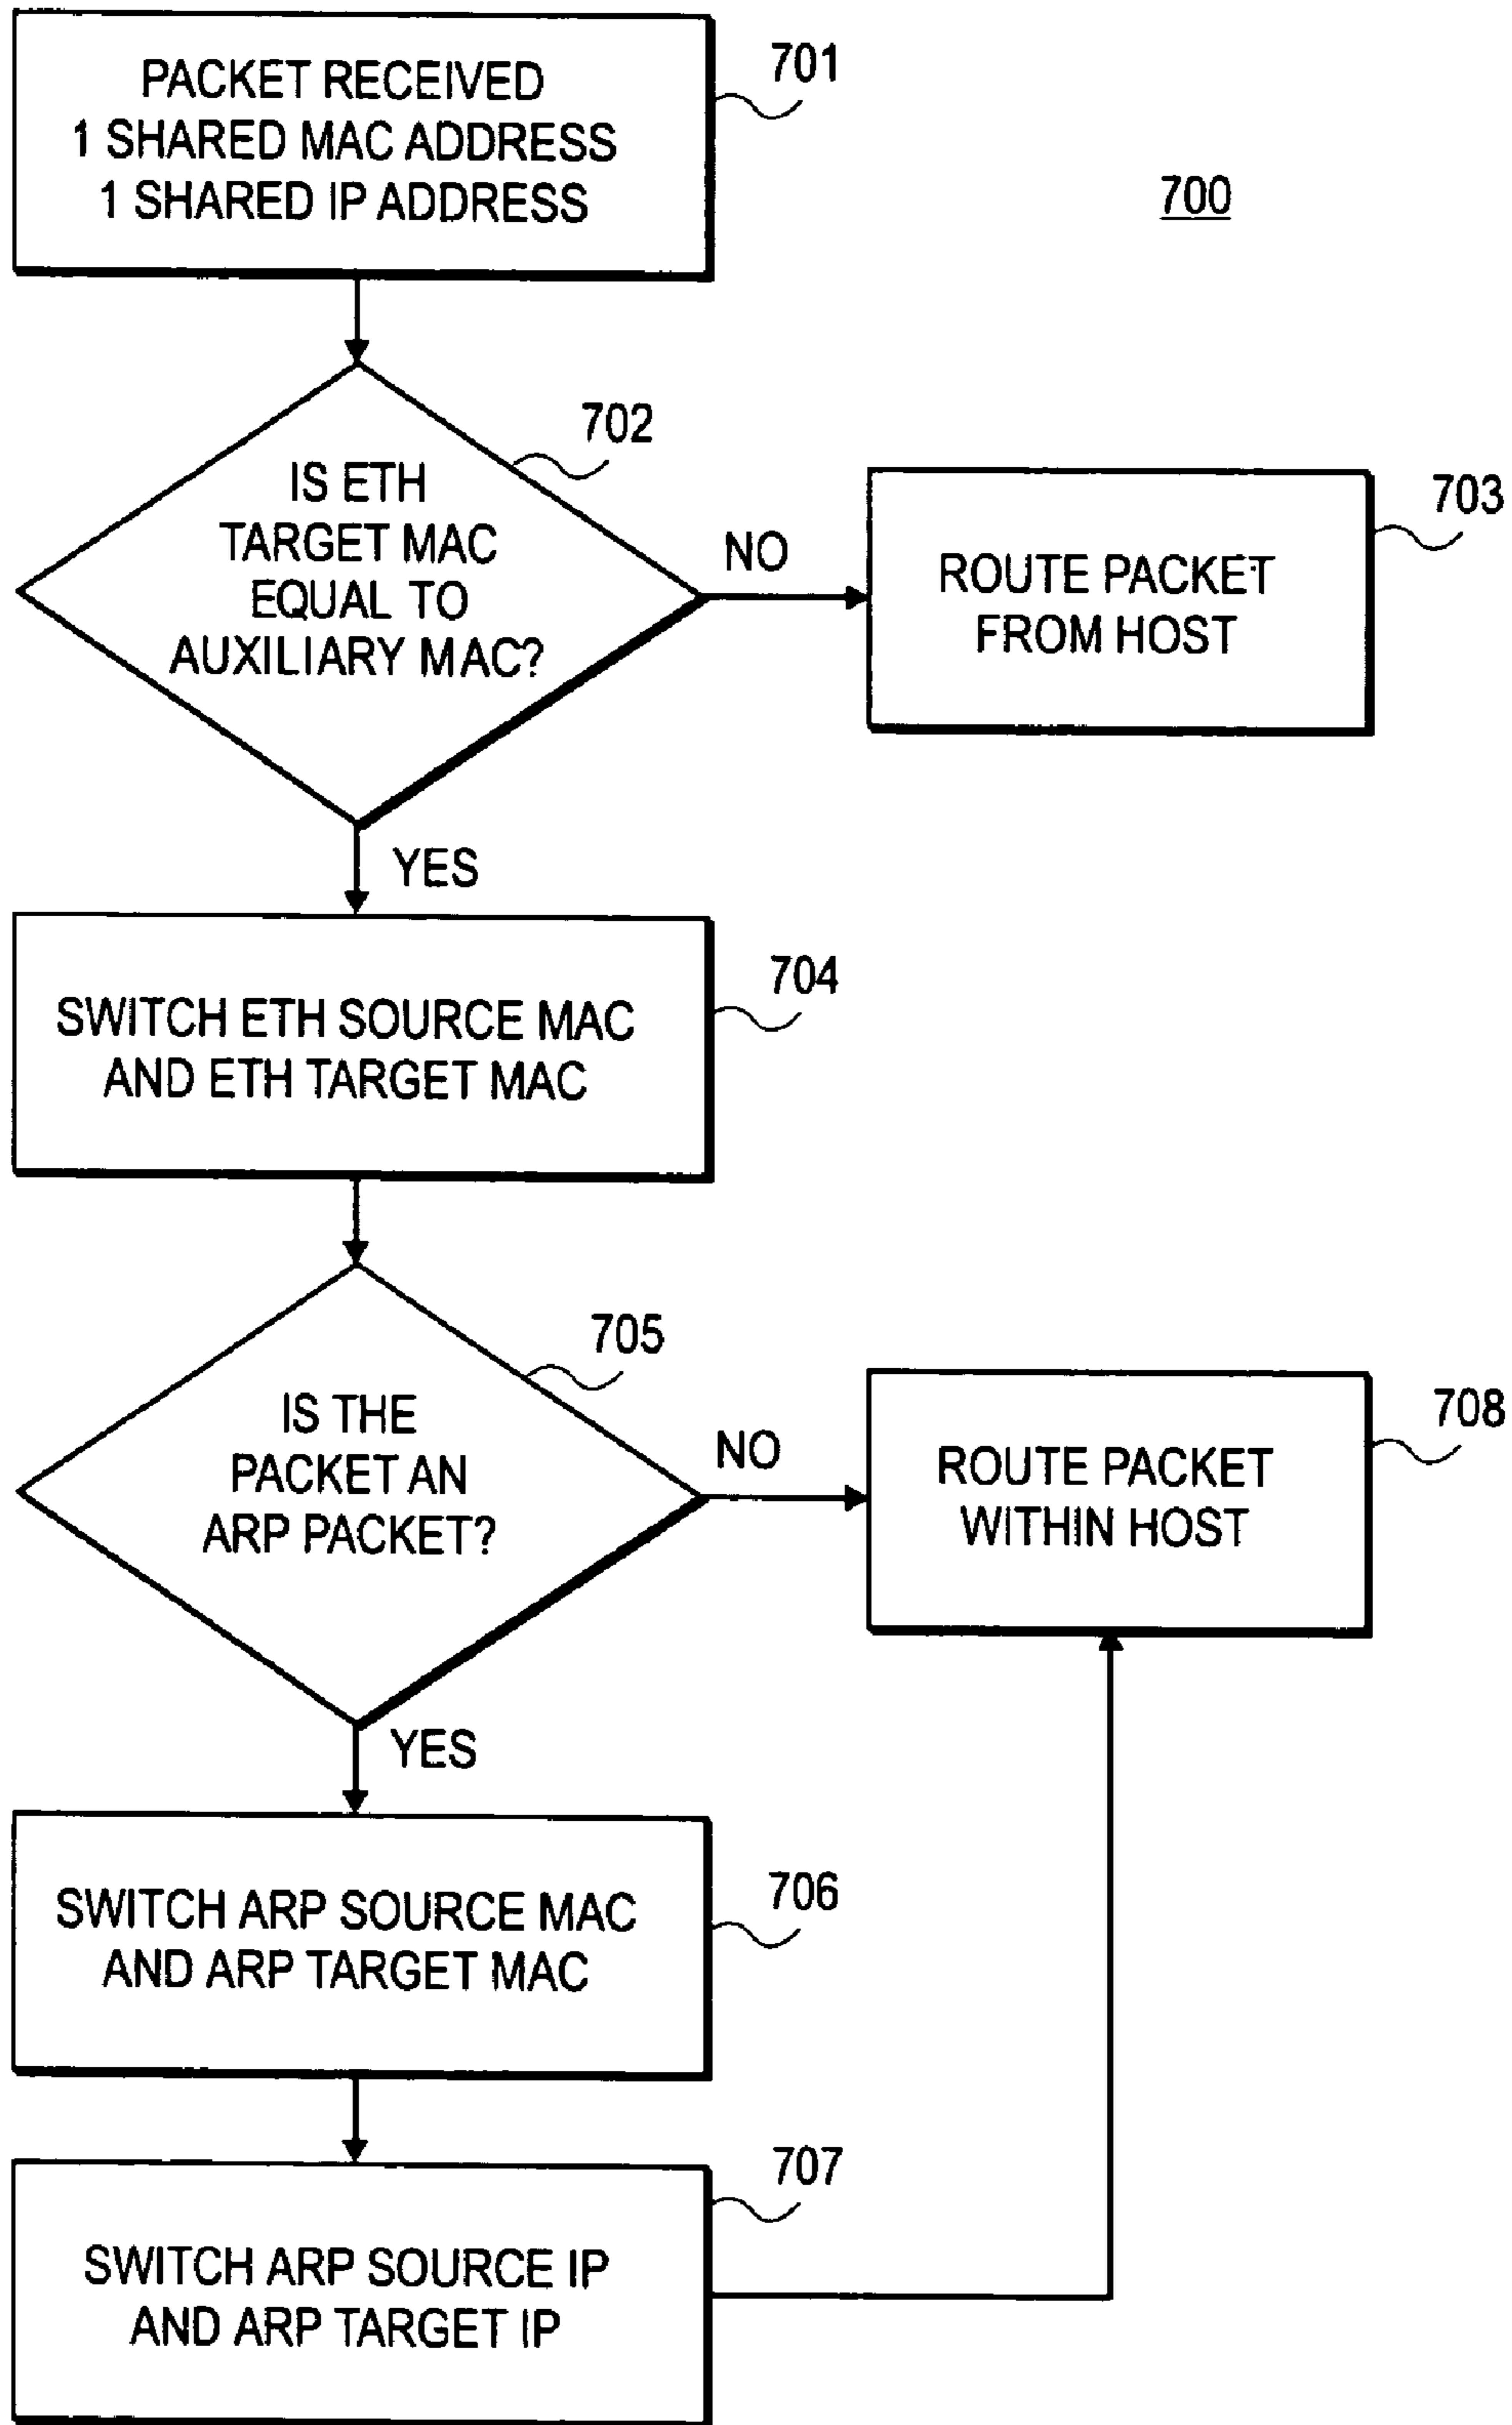 PACKET RECEIVED
1 SHARED MAC ADDRESS
1 SHARED IP ADDRESS
701
700
702
IS ETH
TARGET MAC
EQUAL TO
AUXILIARY MAC?
NO
703
ROUTE PACKET
FROM HOST
YES
704
SWITCH ETH SOURCE MAC
AND ETH TARGET MAC
705
IS THE
PACKET AN
ARP PACKET?
NO
708
ROUTE PACKET
WITHIN HOST
YES
706
SWITCH ARP SOURCE MAC
AND ARP TARGET MAC
707
SWITCH ARP SOURCE IP
AND ARP TARGET IP